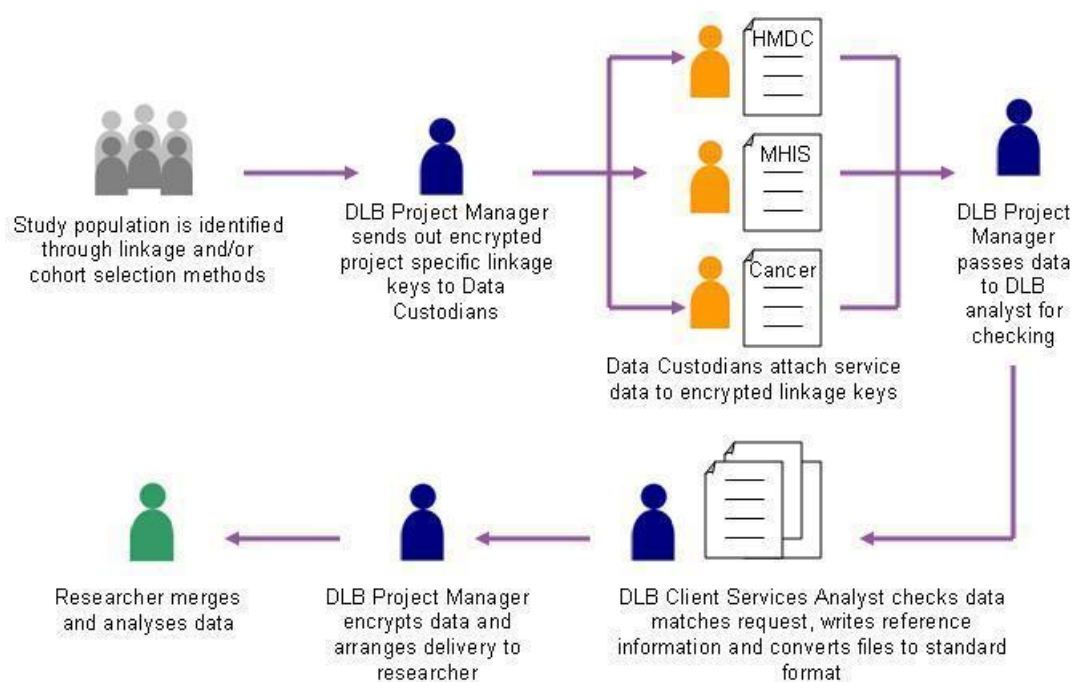 Study population is identified
through linkage and/or
cohort selection methods
DLB Project Manager
sends out encrypted
project specific linkage
keys to Data
Custodians
HMDC
MHIS
Cancer
Data Custodians attach service
data to encrypted linkage keys
DLB Project
Manager
passes data
to DLB
analyst for
checking
DLB Client Services Analyst checks data
matches request, writes reference
information and converts files to standard
format
DLB Project Manager
encrypts data and
arranges delivery to
researcher
Researcher merges
and analyses data